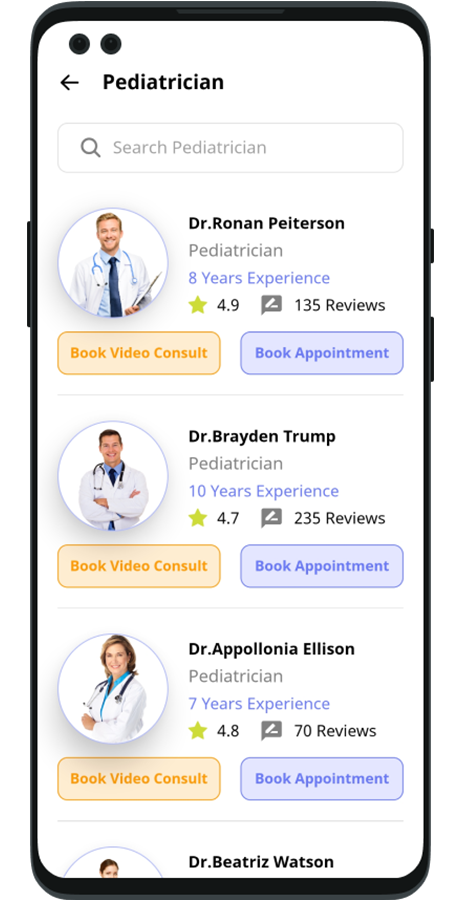 Pediatrician
Search Pediatrician
Dr.Ronan Peiterson
Pediatrician
8 Years Experience
4.9 135 Reviews
Book Video Consult Book Appointment
Dr.Brayden Trump
Pediatrician
10 Years Experience
4.7 235 Reviews
Book Video Consult Book Appointment
Dr.Appollonia Ellison
Pediatrician
7 Years Experience
4.8 70 Reviews
Book Video Consult Book Appointment
Dr.Beatriz Watson